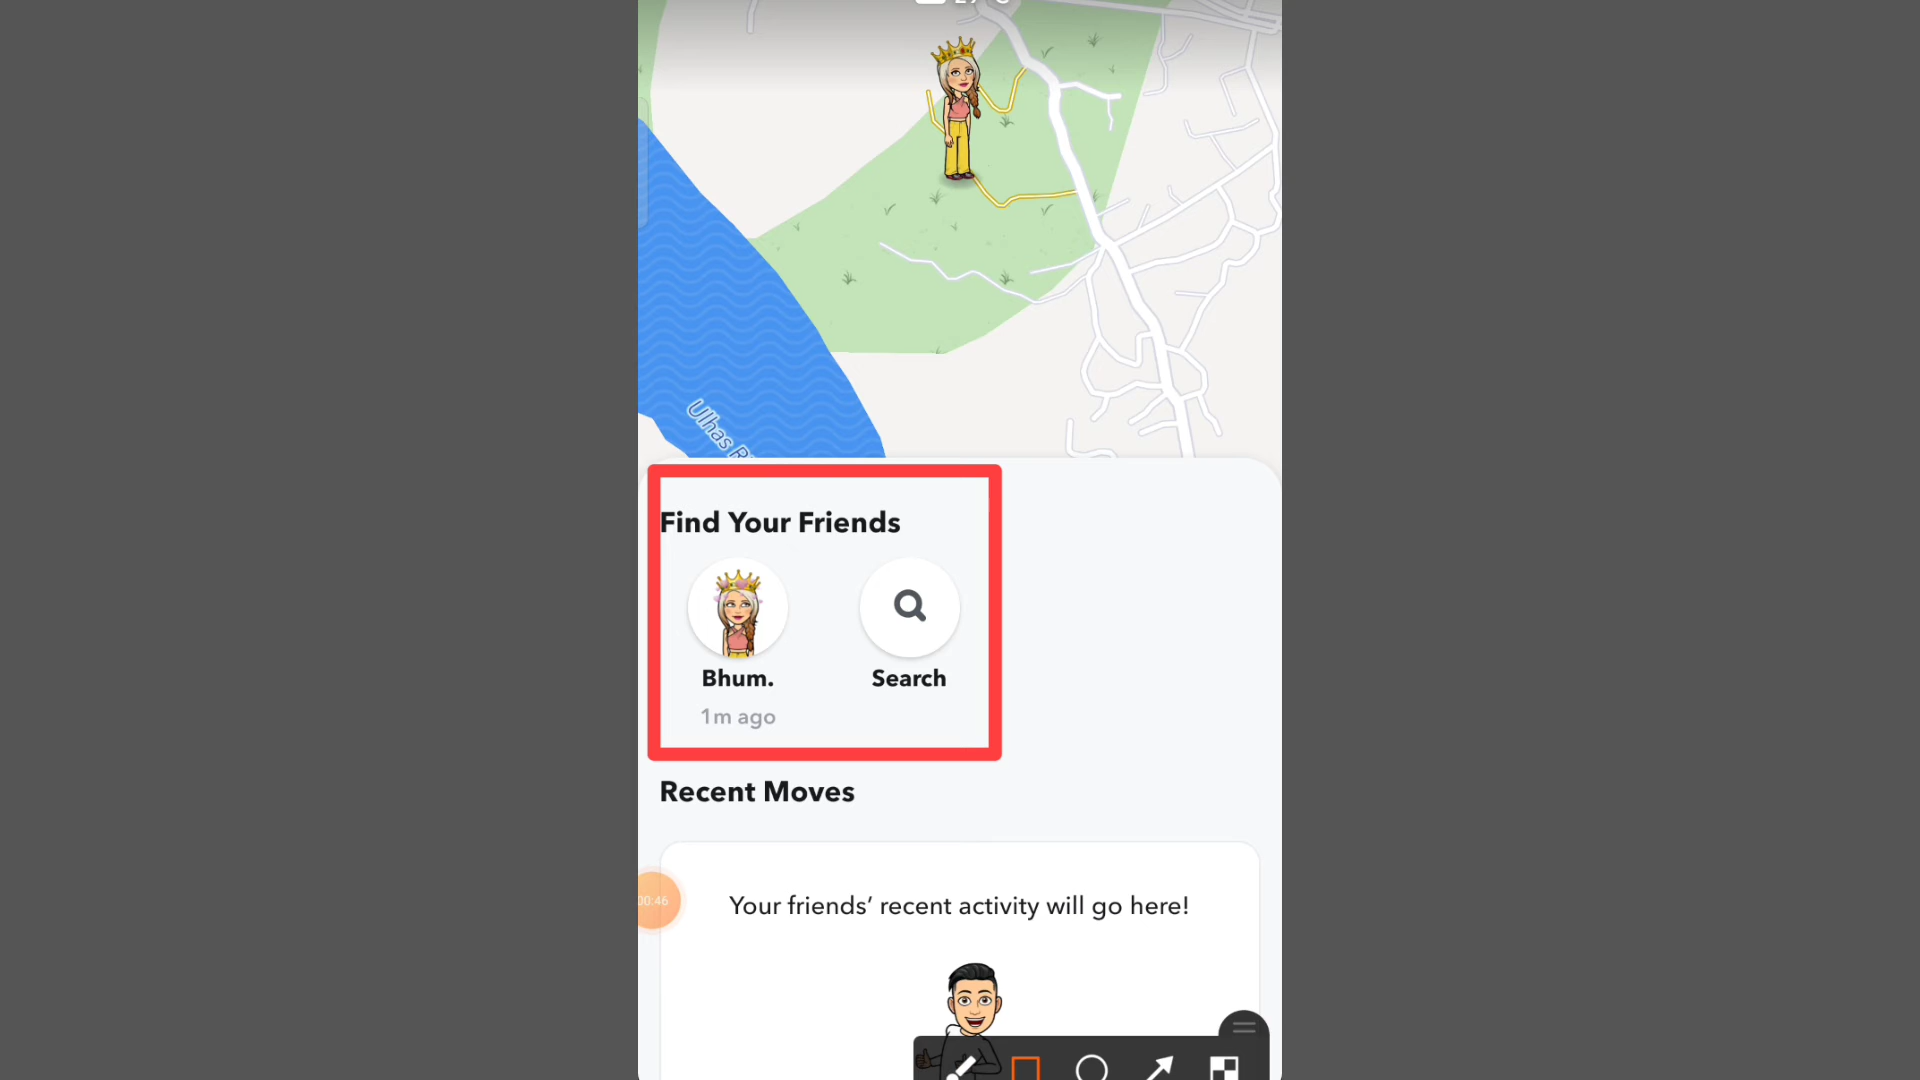 Ulhas
Find Your Friends
Bhum.
Search
1m ago
Recent Moves
00:46
Your friends’ recent activity will go here!